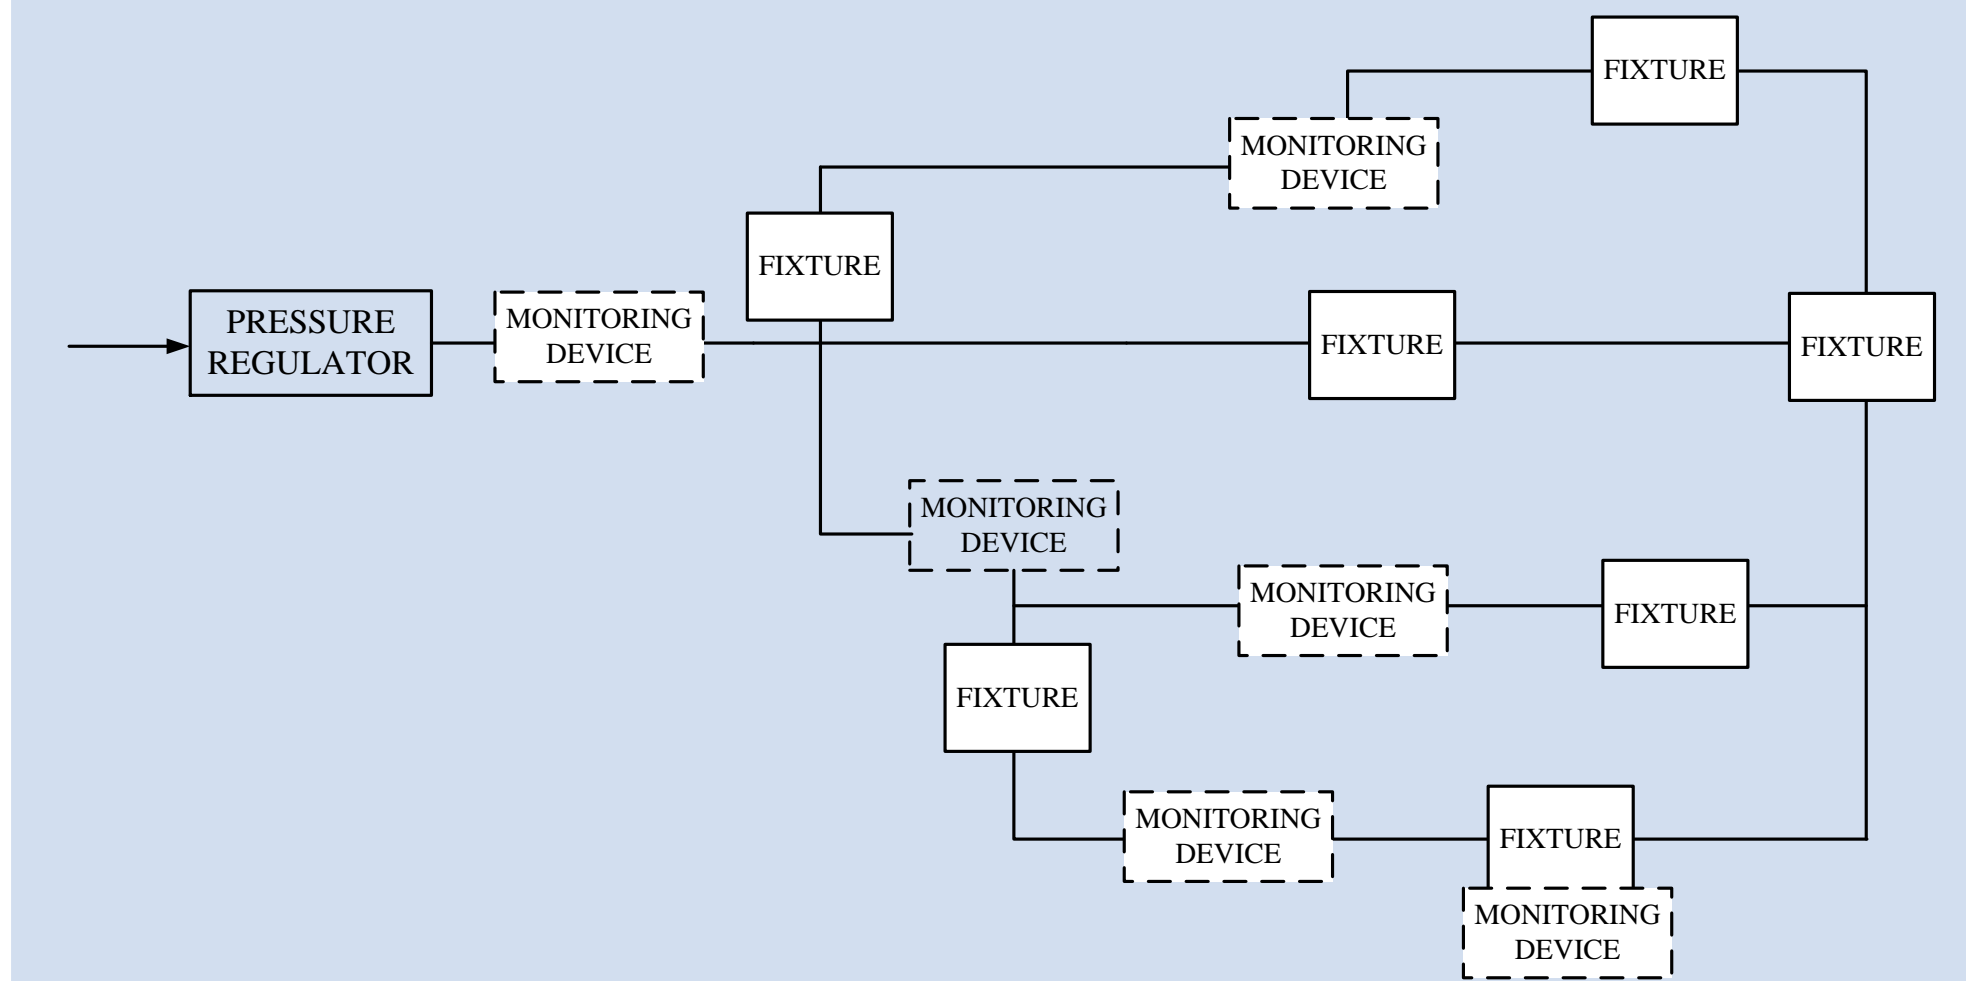 FIXTURE
MONITORING
DEVICE
FIXTURE
PRESSURE
REGULATOR
MONITORING
DEVICE
FIXTURE
FIXTURE
MONITORING
DEVICE
MONITORING
DEVICE
FIXTURE
FIXTURE
MONITORING
DEVICE
FIXTURE
MONITORING
DEVICE